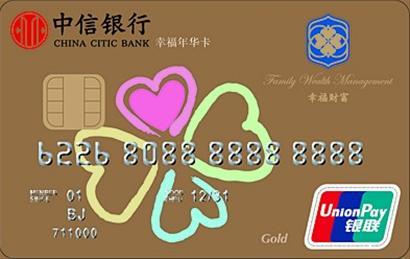 中信银行
CHINA CITIC BANK 幸福年华卡
Family Wealth Management
幸福财富
6226 8088 8888 8888
01 12/31
BJ
711000
Gold
UnionPay
银联